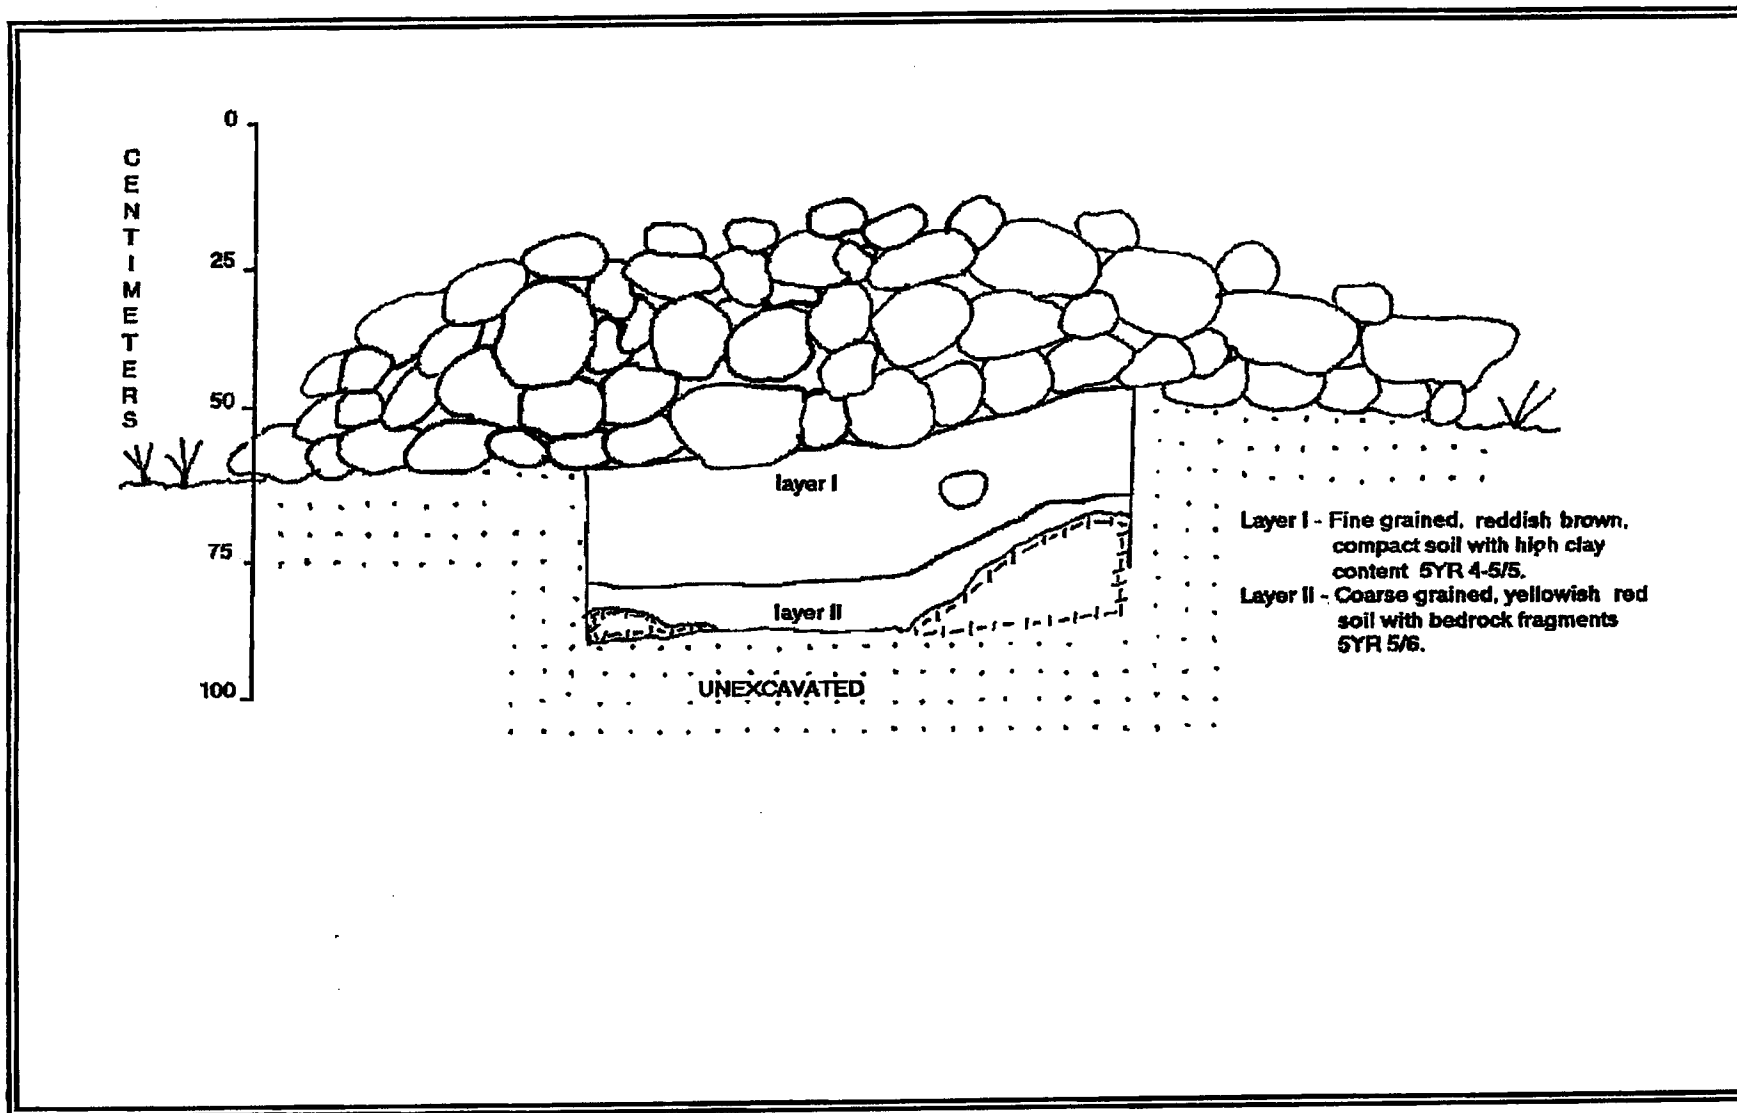 CENTIMETERS
0
25
50
75
100
layer I
layer II
UNEXCAVATED
Layer I - Fine grained, reddish brown,
compact soil with high clay
content 5YR 4-5/5.
Layer II - Coarse grained, yellowish red
soil with bedrock fragments
5YR 5/6.